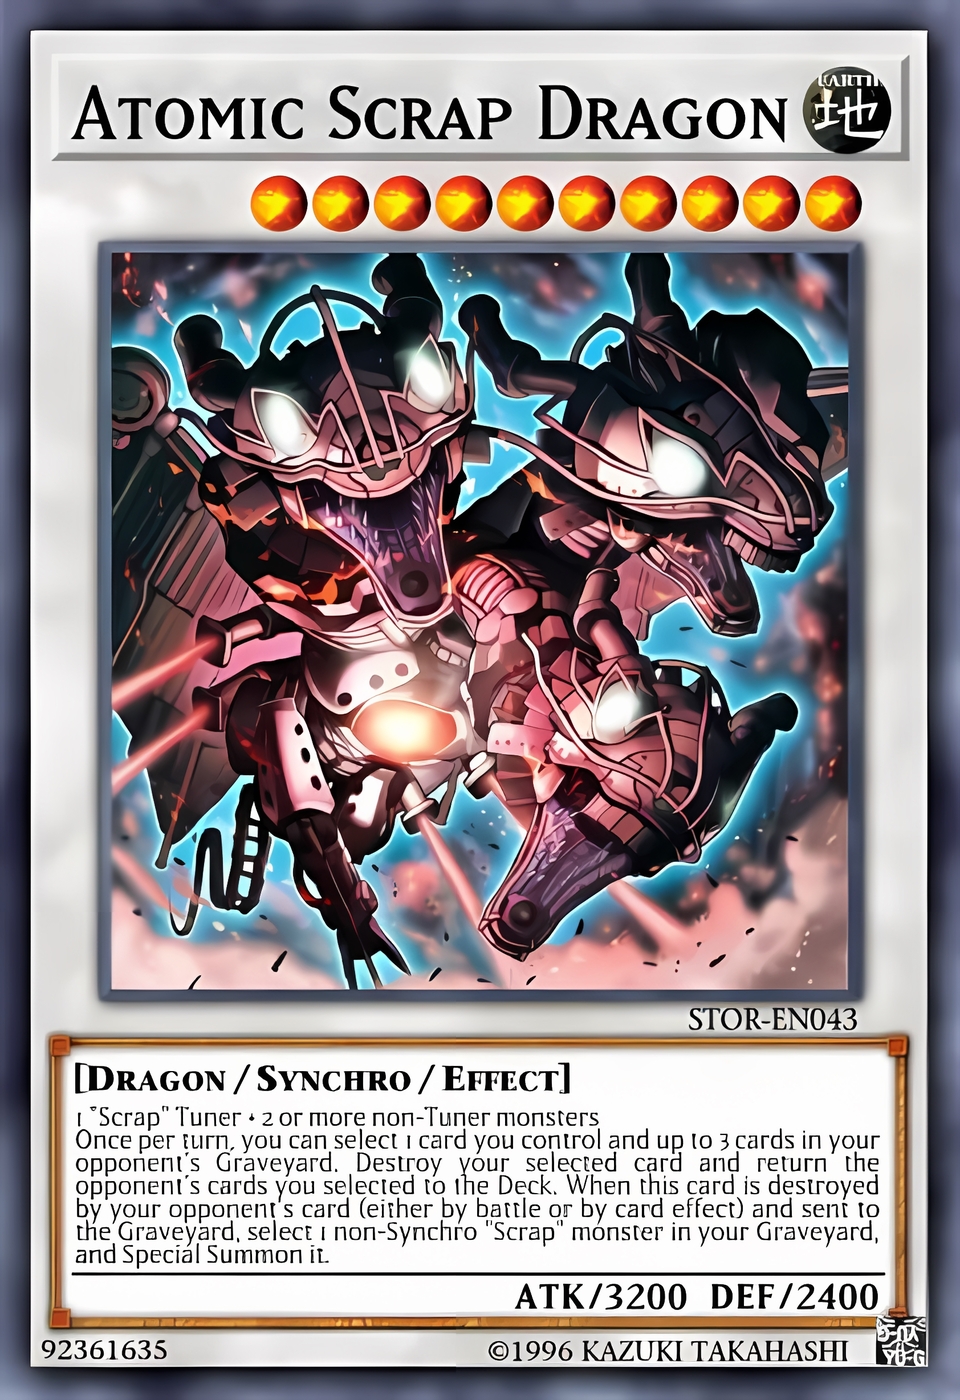 ATOMIC SCRAP DRAGON
EARTH
地
STOR-EN043
[DRAGON / SYNCHRO / EFFECT]
1 "Scrap" Tuner + 2 or more non-Tuner monsters
Once per turn, you can select 1 card you control and up to 3 cards in your
opponent's Graveyard. Destroy your selected card and return the
opponent's cards you selected to the Deck. When this card is destroyed
by your opponent's card (either by battle or by card effect) and sent to
the Graveyard, select 1 non-Synchro "Scrap" monster in your Graveyard,
and Special Summon it.
ATK/3200 DEF/2400
92361635
©1996 KAZUKI TAKAHASHI